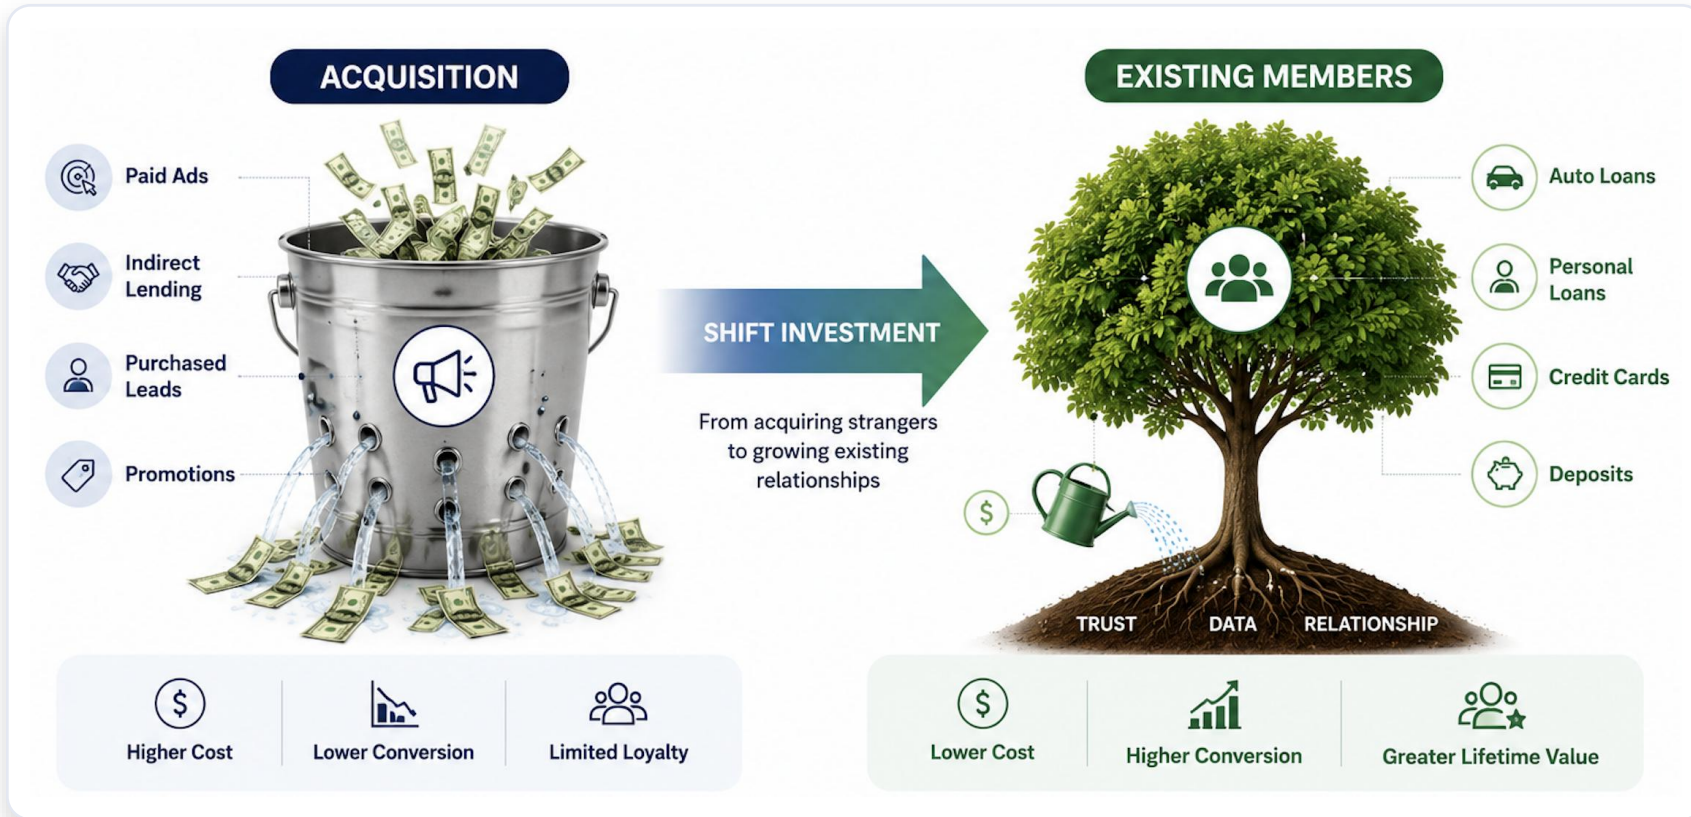 ACQUISITION
Paid Ads
Indirect
Lending
Purchased
Leads
Promotions
SHIFT INVESTMENT
From acquiring strangers
to growing existing
relationships
EXISTING MEMBERS
Auto Loans
Personal
Loans
Credit Cards
Deposits
$
TRUST DATA RELATIONSHIP
$
Higher Cost
Lower Conversion
Limited Loyalty
$
Lower Cost
Higher Conversion
Greater Lifetime Value